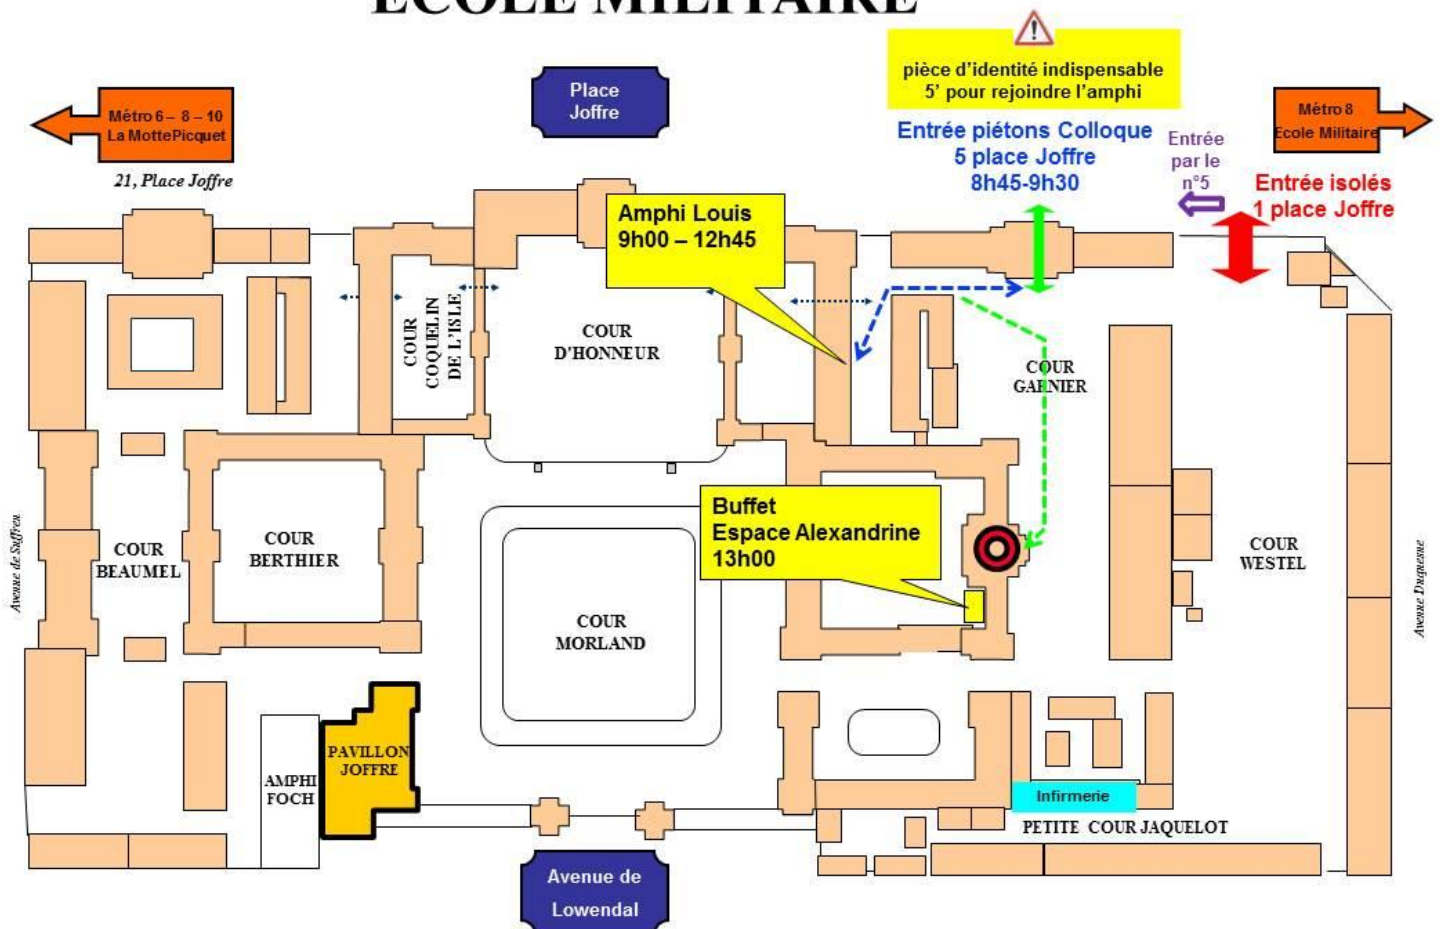 ECOLE MILITAIRE
pièce d'identité indispensable
5' pour rejoindre l'amphi
Place
Joffre
Métro 6 – 8 – 10
La MottePicquet
21, Place Joffre
Métro 8
Ecole Militaire
Entrée piétons Colloque
5 place Joffre
8h45-9h30
Entrée
par le
n°5
Entrée isolés
1 place Joffre
Amphi Louis
9h00 – 12h45
COUR
COQUELIN
DE L'ISLE
COUR
D'HONNEUR
COUR
GARNIER
Buffet
Espace Alexandrine
13h00
Avenue de Suffren
COUR
BEAUMEL
COUR
BERTHIER
COUR
MORLAND
COUR
WESTEL
Avenue Duquesne
PAVILLON
JOFFRE
AMPHI
FOCH
Infirmerie
PETITE COUR JAQUELOT
Avenue de
Lowendal